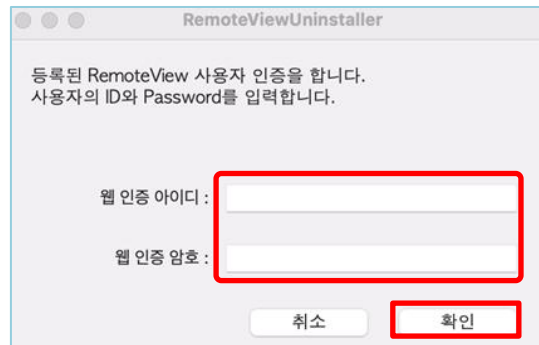 RemoteViewUninstaller
등록된 RemoteView 사용자 인증을 합니다.
사용자의 ID와 Password를 입력합니다.
웹 인증 아이디 :
웹 인증 암호 :
취소
확인